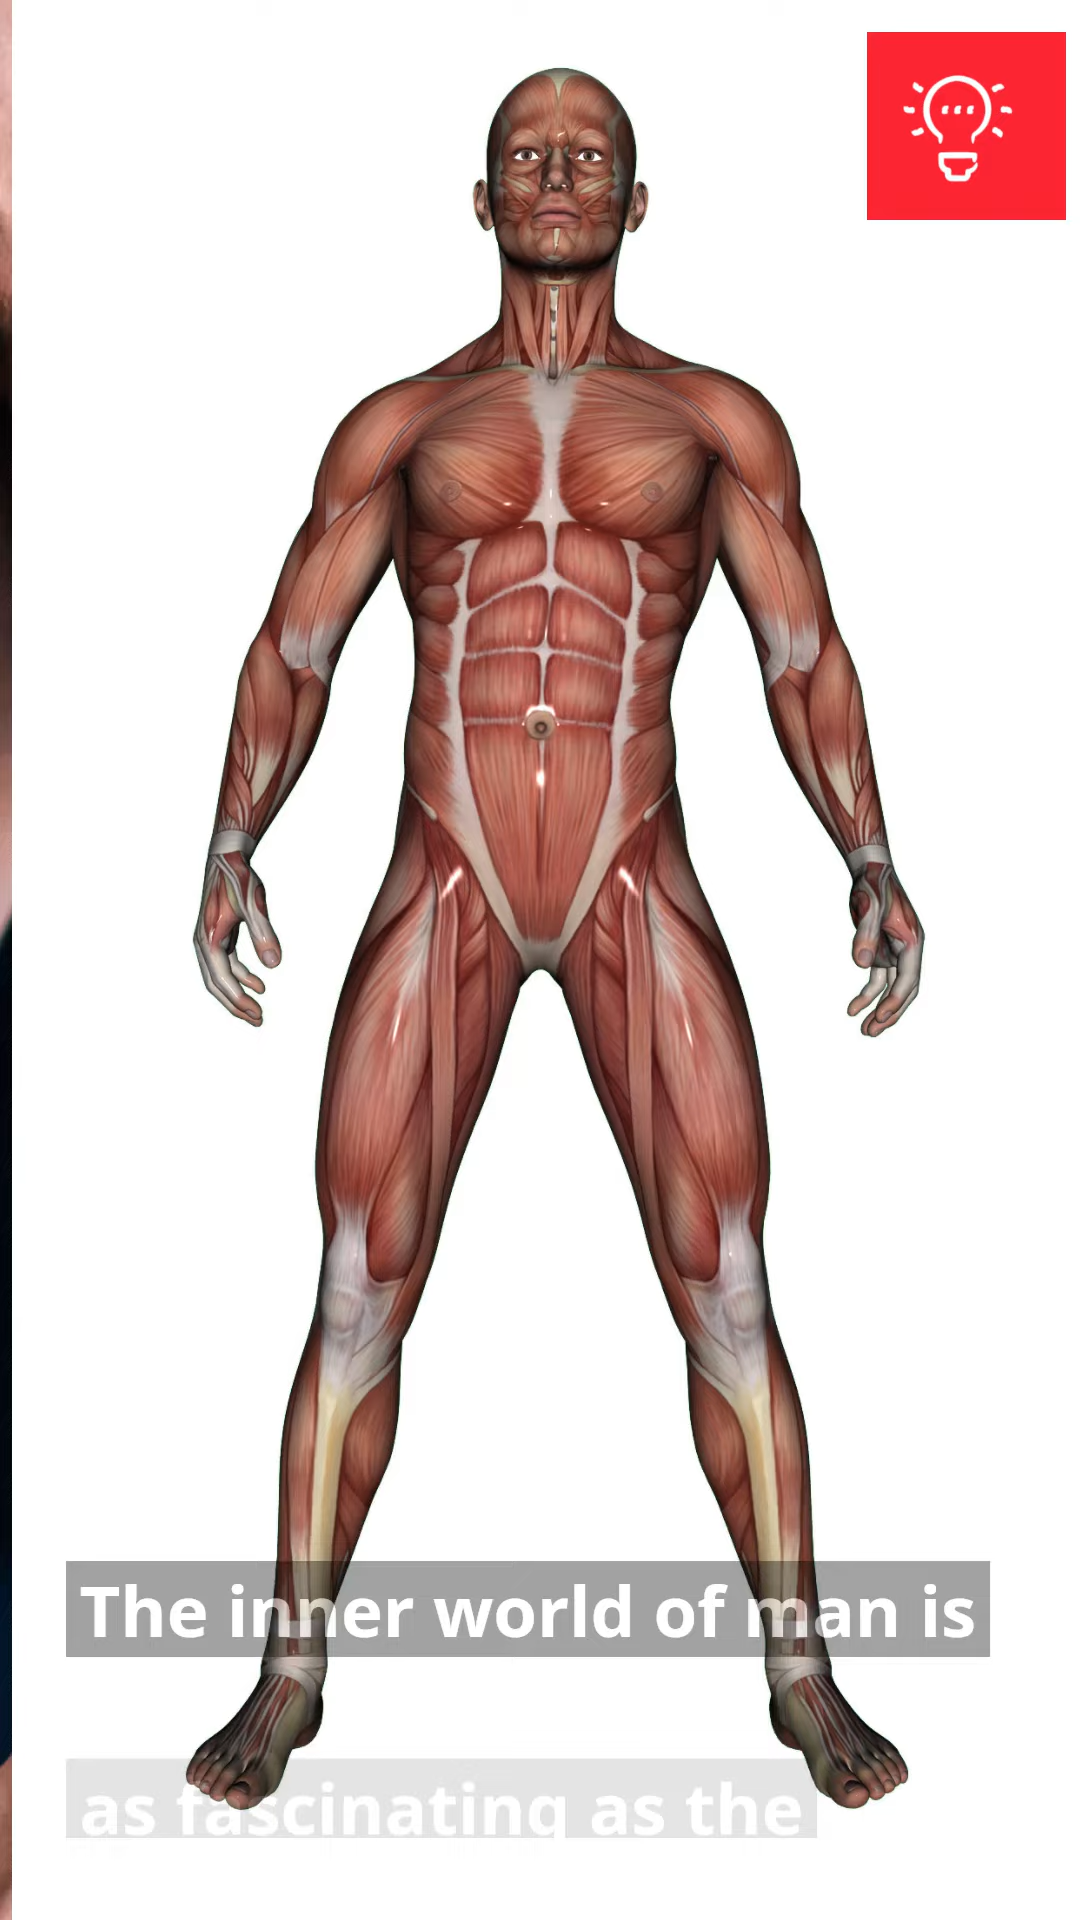 The inner world of man is
as fascinating as the